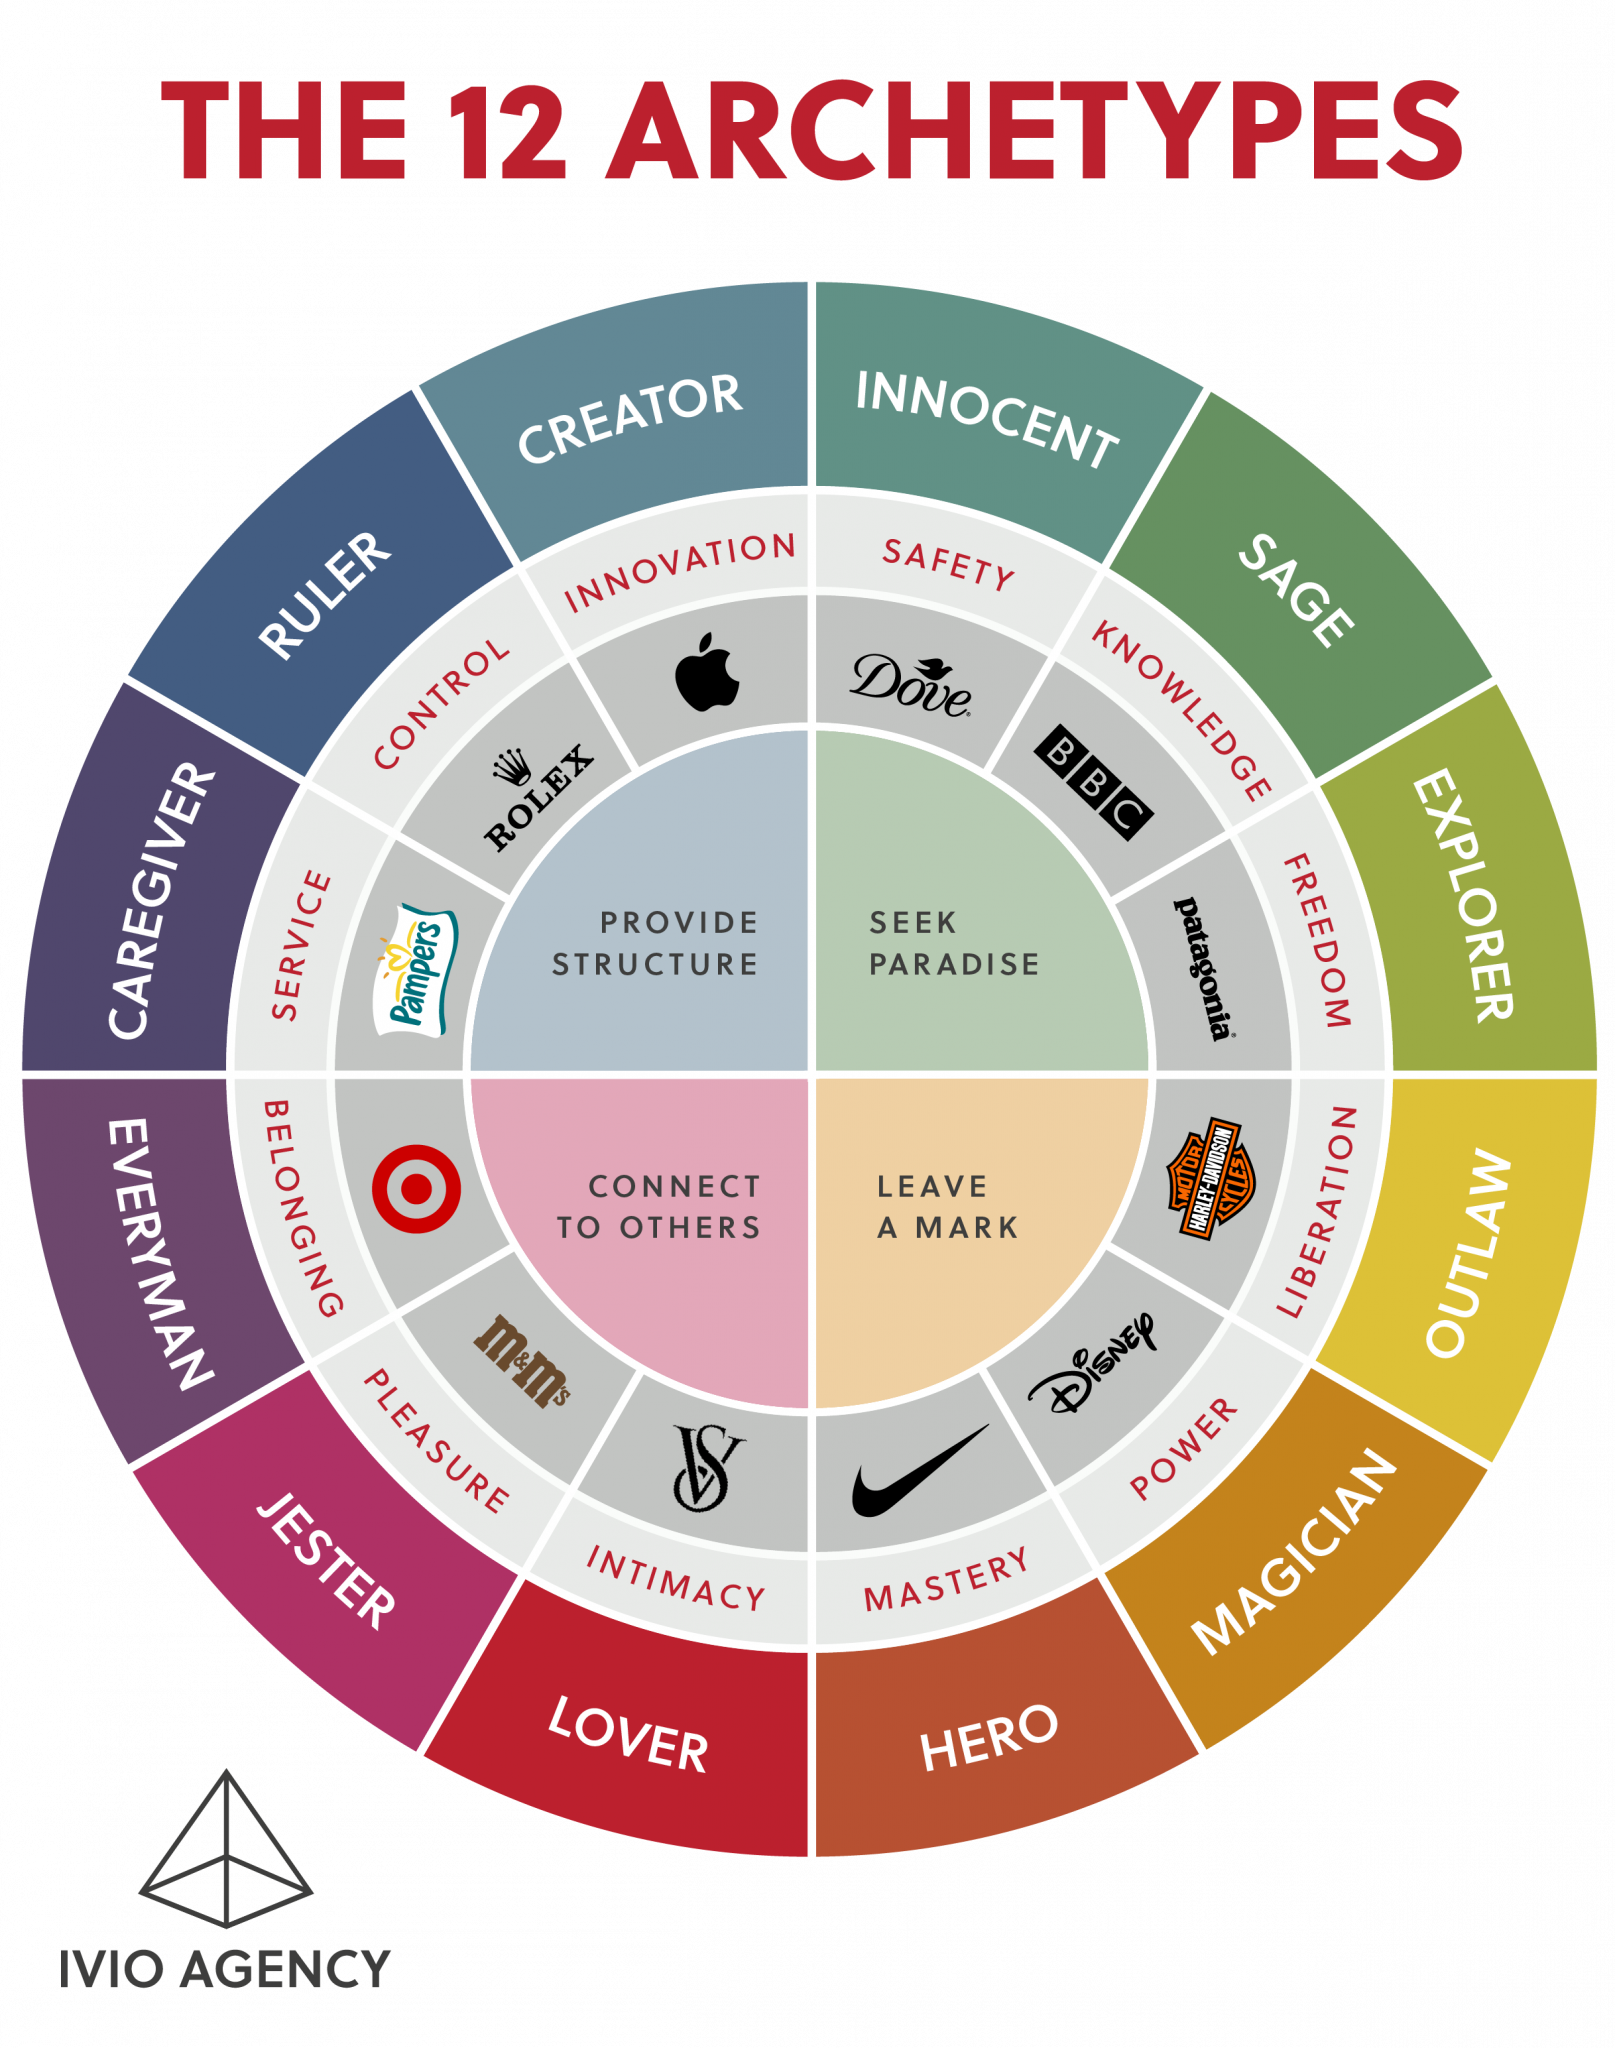 THE 12 ARCHETYPES
INNOCENT
SAGE
EXPLORER
OUTLAW
MAGICIAN
HERO
LOVER
JESTER
EVERYMAN
CAREGIVER
RULER
CREATOR
SAFETY
KNOWLEDGE
FREEDOM
LIBERATION
POWER
MASTERY
INTIMACY
PLEASURE
BELONGING
SERVICE
CONTROL
INNOVATION
Dove®
BBC
patagonia®
MOTOR
HARLEY-DAVIDSON
CYCLES
DISNEY
VS
m&m's
Pampers
ROLEX
PROVIDE
STRUCTURE
SEEK
PARADISE
CONNECT
TO OTHERS
LEAVE
A MARK
IVIO AGENCY